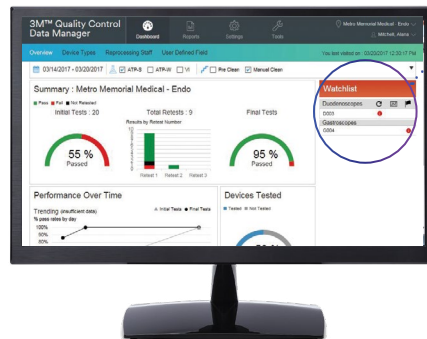 3M™ Quality Control
Data Manager
Dashboard
Reports
Settings
Tools
Metro Memorial Medical - Endo
Mitchell, Alana
Overview Device Types Reprocessing Staff User Defined Field
You last visited on : 03/20/2017 12:30:17 PM
03/14/2017 - 03/20/2017 ATP-S ATP-W VI Pre Clean Manual Clean
Summary : Metro Memorial Medical - Endo
Pass Fail Not Retested
Initial Tests : 20
55 %
Passed
Total Retests : 9
Results by Retest Number
Retest 1 Retest 2 Retest 3
Final Tests
95 %
Passed
Watchlist
Duodenoscopes
D003
Gastroscopes
G004
Performance Over Time
Trending (insufficient data)
% pass rates by day
Initial Tests Final Tests
100%
90%
80%
Devices Tested
Tested Not Tested